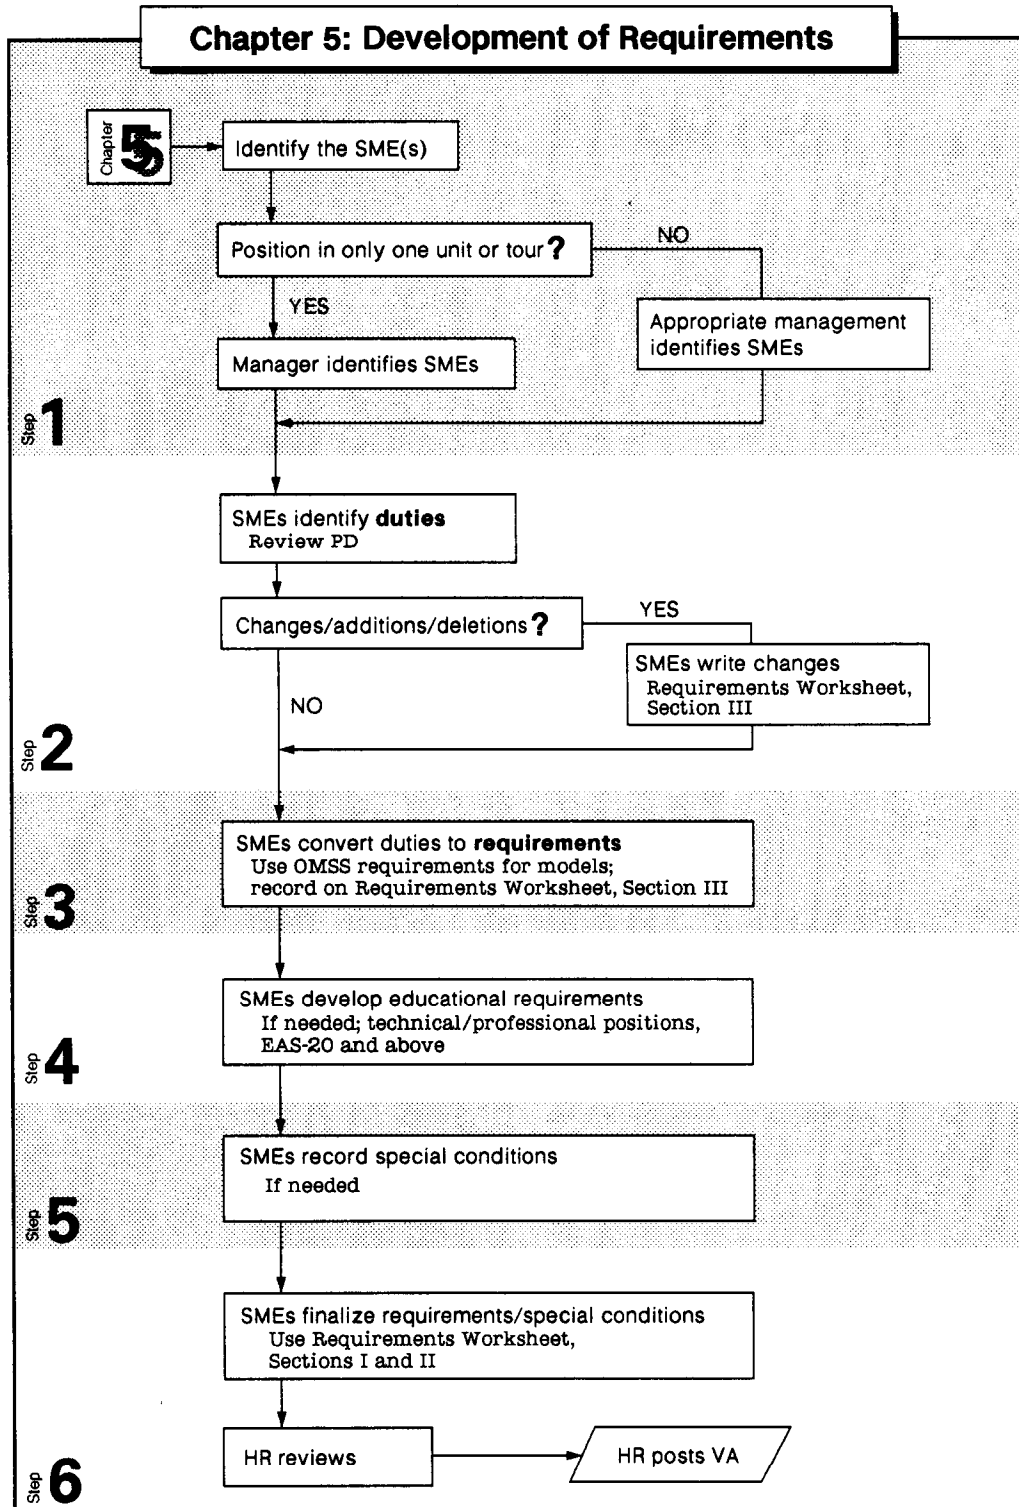 Chapter 5: Development of Requirements
Chapter 5
Identify the SME(s)
Position in only one unit or tour?
NO
YES
Appropriate management
identifies SMEs
Manager identifies SMEs
Step 1
SMEs identify duties
Review PD
Changes/additions/deletions?
YES
SMEs write changes
Requirements Worksheet,
Section III
NO
Step 2
SMEs convert duties to requirements
Use OMSS requirements for models;
record on Requirements Worksheet, Section III
Step 3
SMEs develop educational requirements
If needed; technical/professional positions,
EAS-20 and above
Step 4
SMEs record special conditions
If needed
Step 5
SMEs finalize requirements/special conditions
Use Requirements Worksheet,
Sections I and II
HR reviews
HR posts VA
Step 6